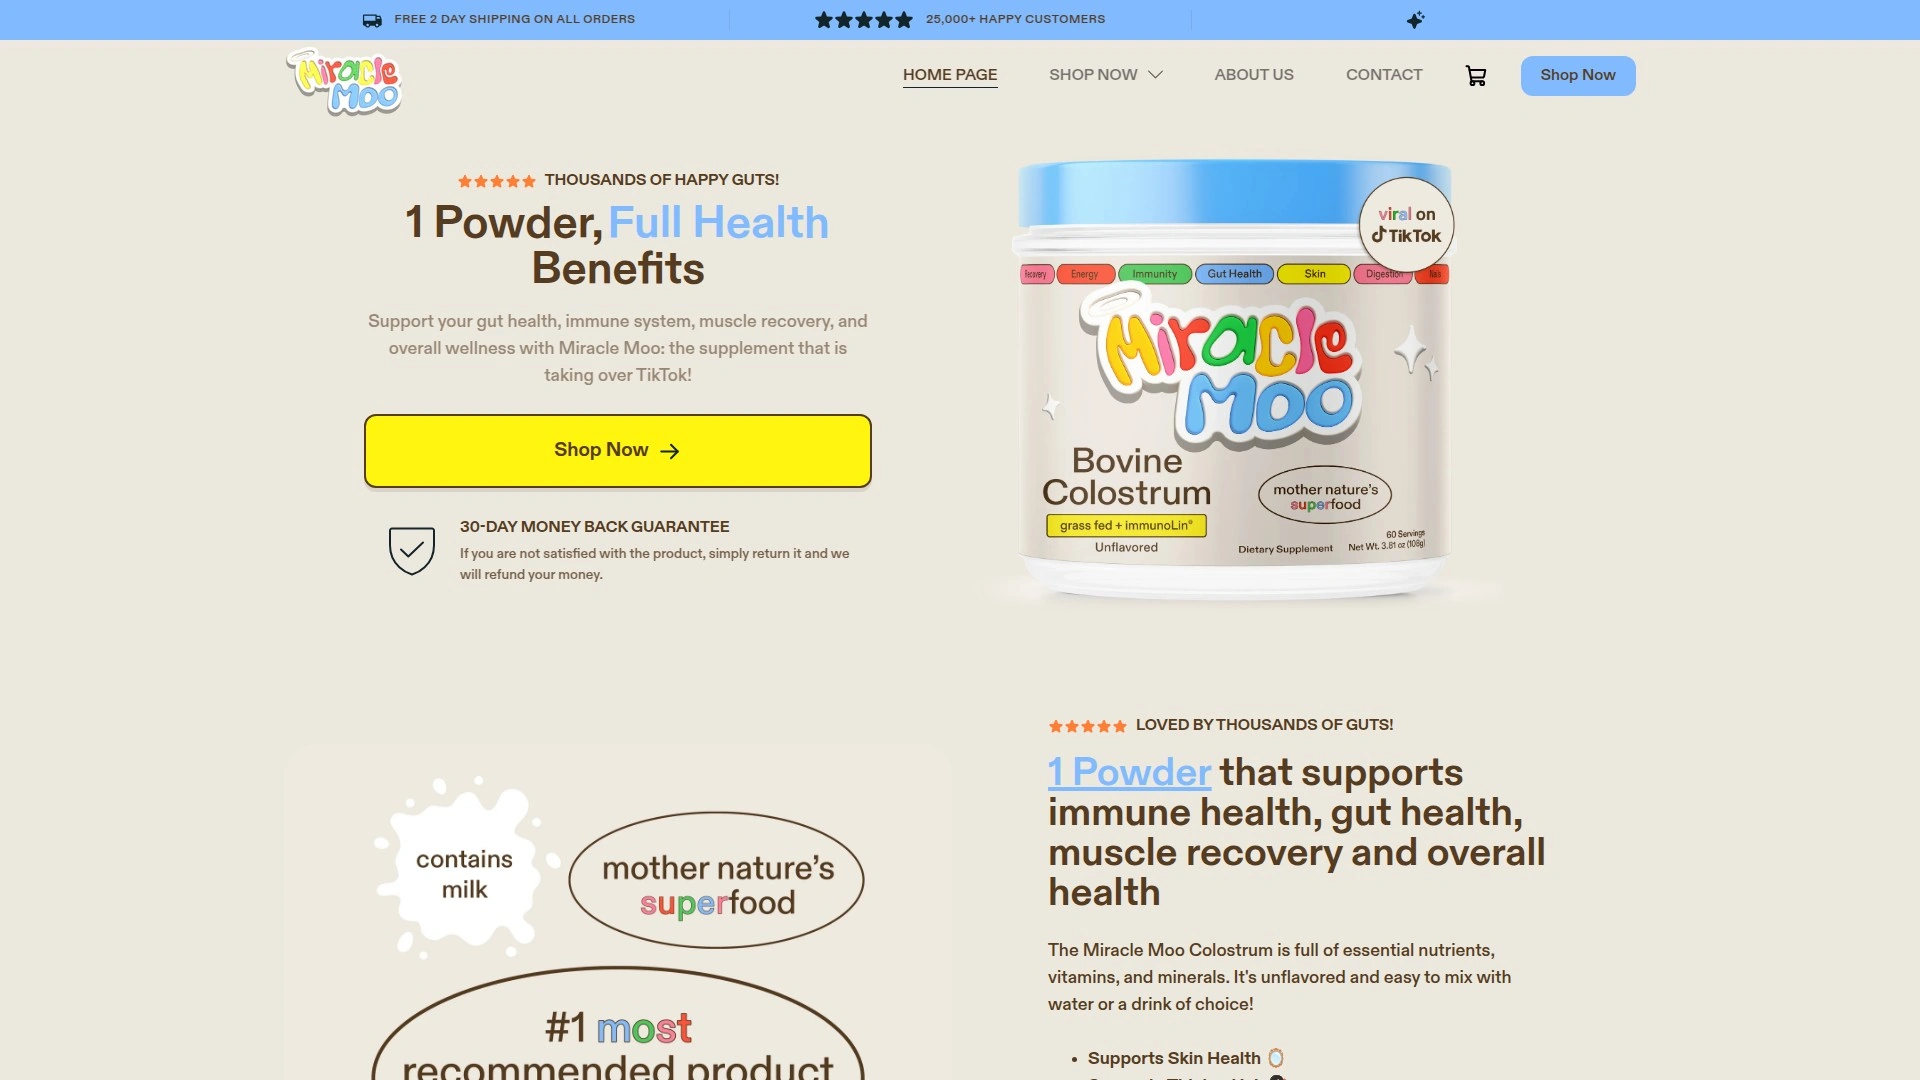 FREE 2 DAY SHIPPING ON ALL ORDERS
25,000+ HAPPY CUSTOMERS
Miracle
Moo
HOME PAGE
SHOP NOW
ABOUT US
CONTACT
Shop Now
THOUSANDS OF HAPPY GUTS!
1 Powder, Full Health
Benefits
Support your gut health, immune system, muscle recovery, and
overall wellness with Miracle Moo: the supplement that is
taking over TikTok!
Shop Now
30-DAY MONEY BACK GUARANTEE
If you are not satisfied with the product, simply return it and we
will refund your money.
viral on
TikTok
Recovery Energy Immunity Gut Health Skin Digestion Nails
Miracle
Moo
Bovine
Colostrum
grass fed + immunoLin®
Unflavored
mother nature's
superfood
60 Servings
Dietary Supplement Net Wt. 3.81 oz (108g)
contains
milk
mother nature's
superfood
#1 most
recommended product
LOVED BY THOUSANDS OF GUTS!
1 Powder that supports
immune health, gut health,
muscle recovery and overall
health
The Miracle Moo Colostrum is full of essential nutrients,
vitamins, and minerals. It's unflavored and easy to mix with
water or a drink of choice!
• Supports Skin Health 🪞